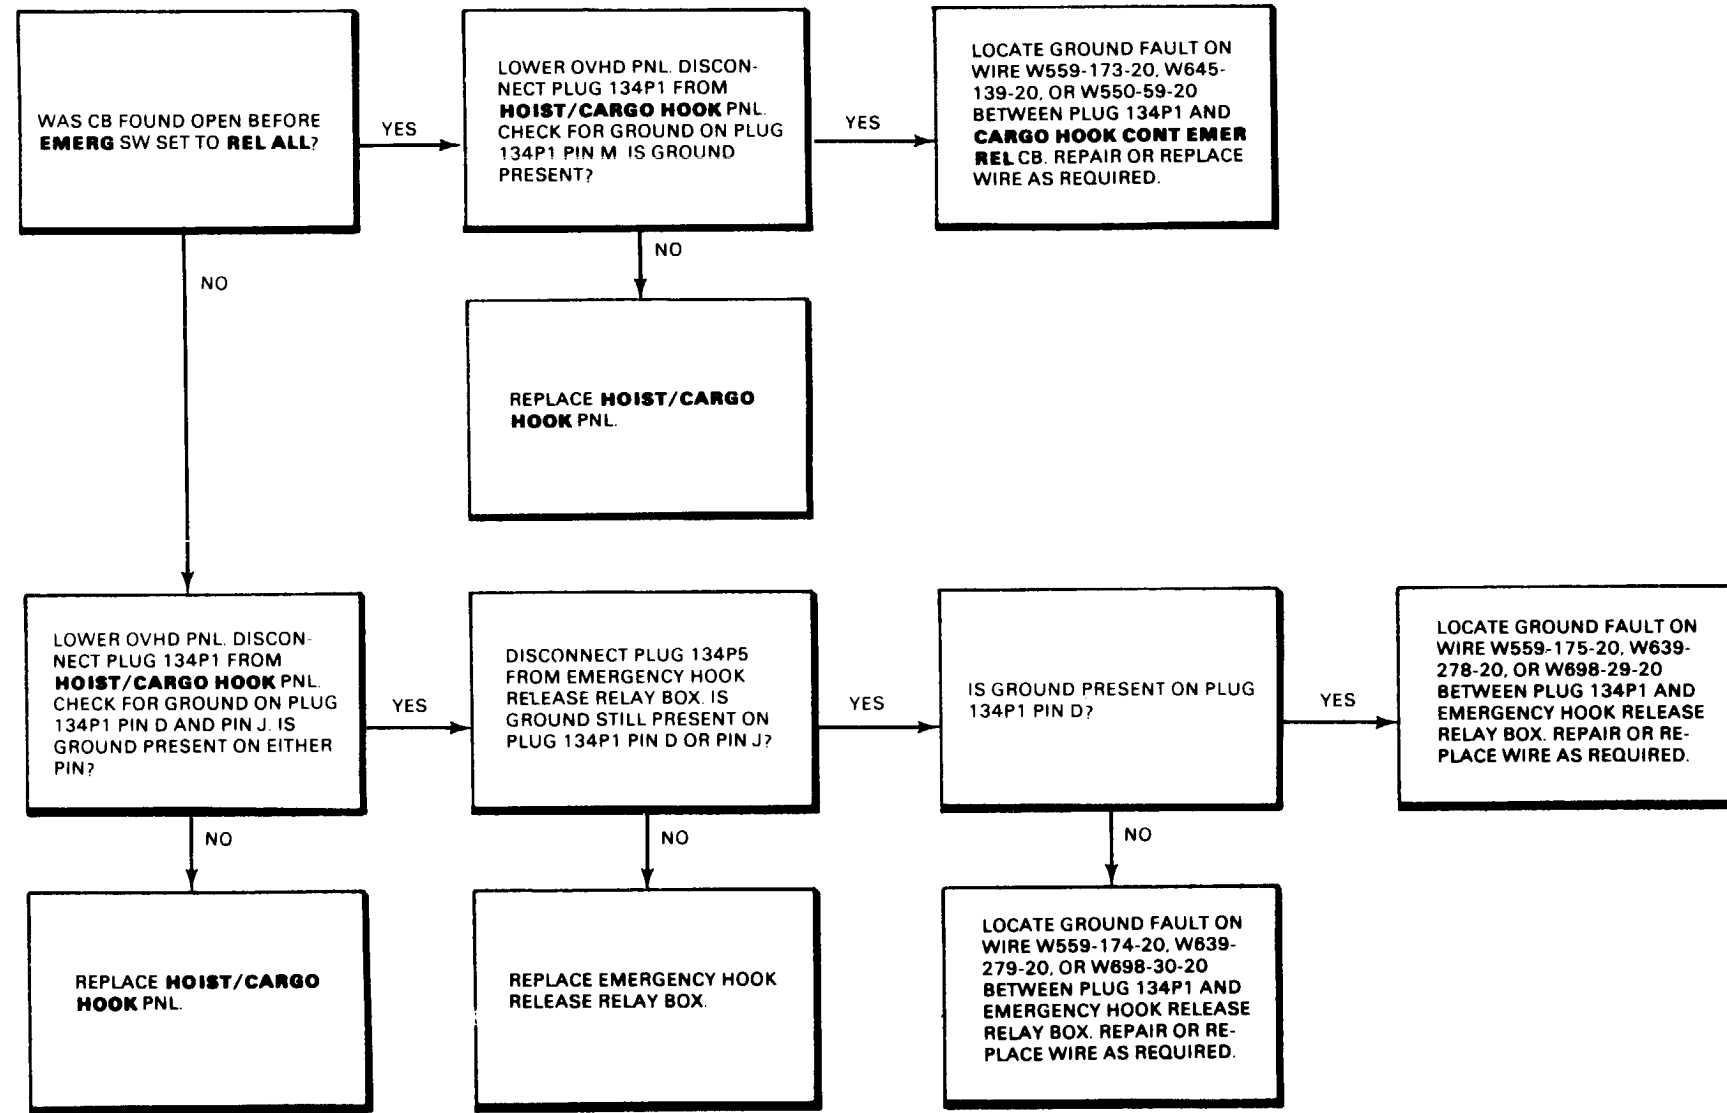 WAS CB FOUND OPEN BEFORE
EMERG SW SET TO REL ALL?
YES
LOWER OVHD PNL. DISCON-
NECT PLUG 134P1 FROM
HOIST/CARGO HOOK PNL.
CHECK FOR GROUND ON PLUG
134P1 PIN M. IS GROUND
PRESENT?
YES
LOCATE GROUND FAULT ON
WIRE W559-173-20, W645-
139-20, OR W550-59-20
BETWEEN PLUG 134P1 AND
CARGO HOOK CONT EMER
REL CB. REPAIR OR REPLACE
WIRE AS REQUIRED.
NO
NO
REPLACE HOIST/CARGO
HOOK PNL.
LOWER OVHD PNL. DISCON-
NECT PLUG 134P1 FROM
HOIST/CARGO HOOK PNL.
CHECK FOR GROUND ON PLUG
134P1 PIN D AND PIN J. IS
GROUND PRESENT ON EITHER
PIN?
YES
DISCONNECT PLUG 134P5
FROM EMERGENCY HOOK
RELEASE RELAY BOX. IS
GROUND STILL PRESENT ON
PLUG 134P1 PIN D OR PIN J?
YES
IS GROUND PRESENT ON PLUG
134P1 PIN D?
YES
LOCATE GROUND FAULT ON
WIRE W559-175-20, W639-
278-20, OR W698-29-20
BETWEEN PLUG 134P1 AND
EMERGENCY HOOK RELEASE
RELAY BOX. REPAIR OR RE-
PLACE WIRE AS REQUIRED.
NO
NO
NO
REPLACE HOIST/CARGO
HOOK PNL.
REPLACE EMERGENCY HOOK
RELEASE RELAY BOX.
LOCATE GROUND FAULT ON
WIRE W559-174-20, W639-
279-20, OR W698-30-20
BETWEEN PLUG 134P1 AND
EMERGENCY HOOK RELEASE
RELAY BOX. REPAIR OR RE-
PLACE WIRE AS REQUIRED.